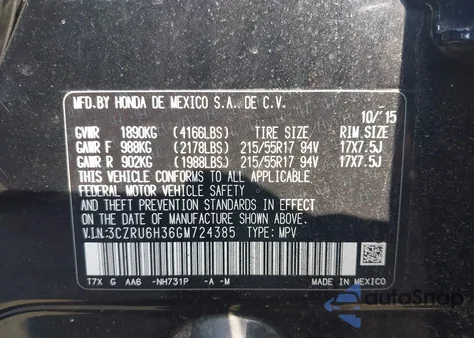 MFD.BY HONDA DE MEXICO S.A. DE C.V.
10/'15
GVWR 1890KG (4166LBS) TIRE SIZE RIM SIZE
GAWR F 988KG (2178LBS) 215/55R17 94V 17X7.5J
GAWR R 902KG (1988LBS) 215/55R17 94V 17X7.5J
THIS VEHICLE CONFORMS TO ALL APPLICABLE
FEDERAL MOTOR VEHICLE SAFETY
AND THEFT PREVENTION STANDARDS IN EFFECT ON
THE DATE OF MANUFACTURE SHOWN ABOVE.
V.I.N.:3CZRU6H36GM724385 TYPE: MPV
T7X G AA6 -NH731P -A -M MADE IN MEXICO
autoSnap